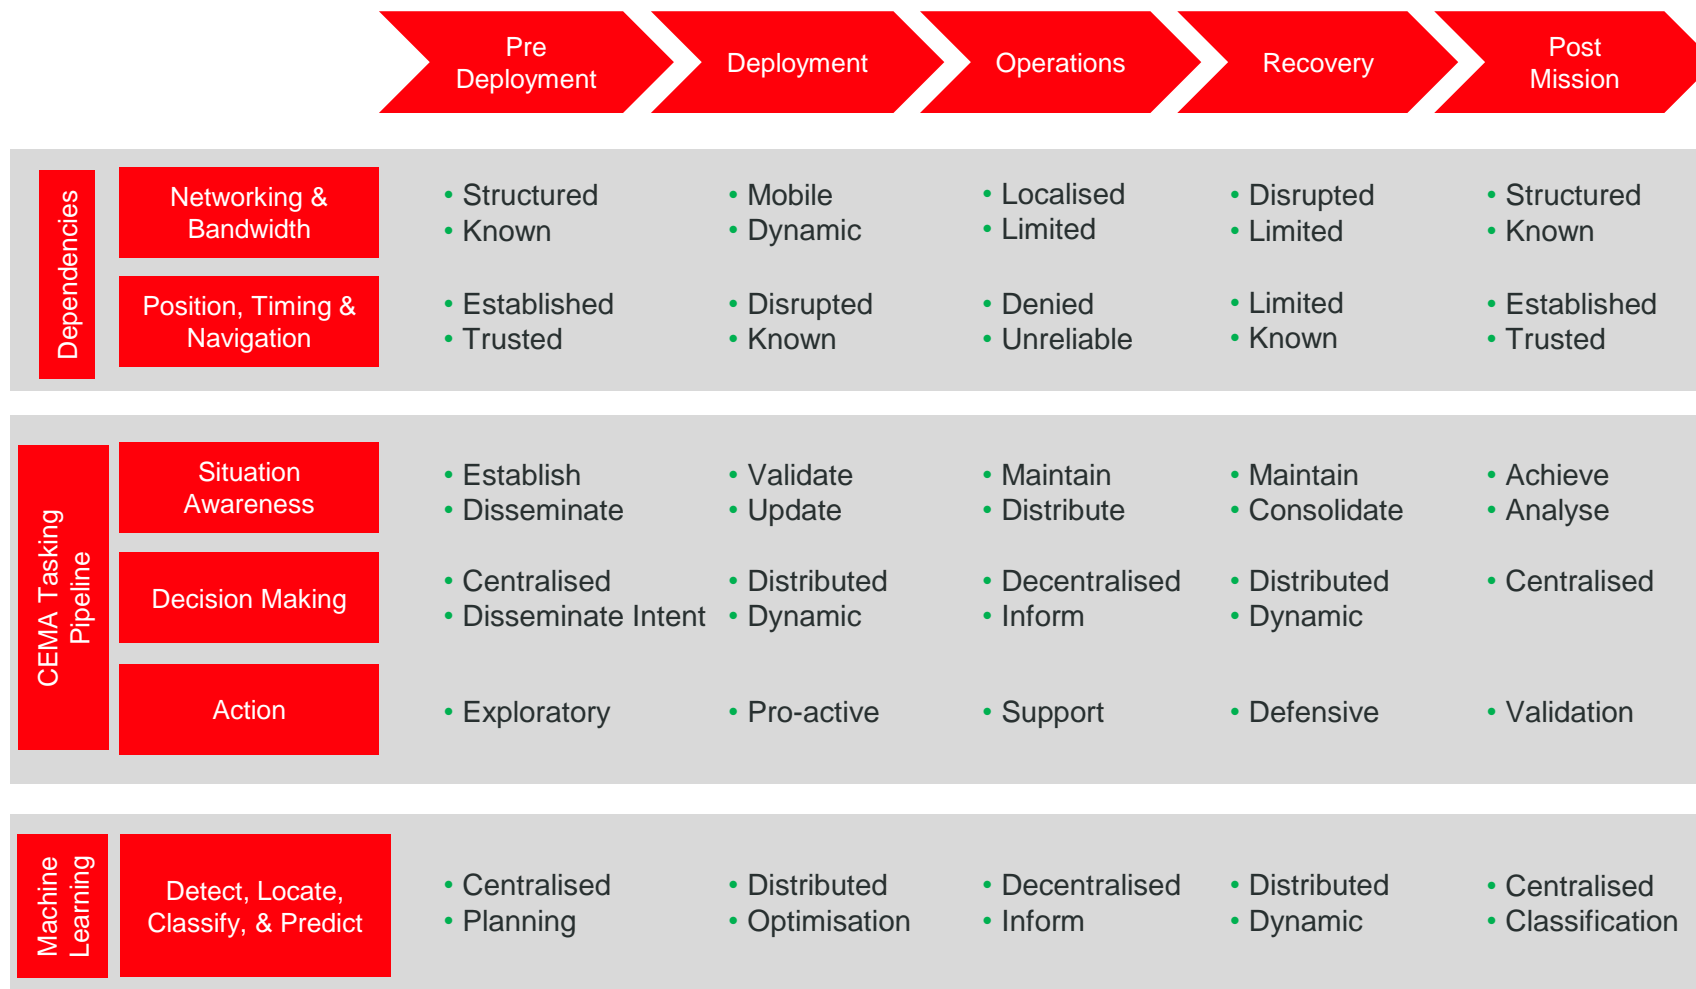 Pre
Deployment
Deployment
Operations
Recovery
Post
Mission
Dependencies
Networking &
Bandwidth
• Structured
• Known
• Mobile
• Dynamic
• Localised
• Limited
• Disrupted
• Limited
• Structured
• Known
Position, Timing &
Navigation
• Established
• Trusted
• Disrupted
• Known
• Denied
• Unreliable
• Limited
• Known
• Established
• Trusted
CEMA Tasking
Pipeline
Situation
Awareness
• Establish
• Disseminate
• Validate
• Update
• Maintain
• Distribute
• Maintain
• Consolidate
• Achieve
• Analyse
Decision Making
• Centralised
• Disseminate Intent
• Distributed
• Dynamic
• Decentralised
• Inform
• Distributed
• Dynamic
• Centralised
Action
• Exploratory
• Pro-active
• Support
• Defensive
• Validation
Machine
Learning
Detect, Locate,
Classify, & Predict
• Centralised
• Planning
• Distributed
• Optimisation
• Decentralised
• Inform
• Distributed
• Dynamic
• Centralised
• Classification